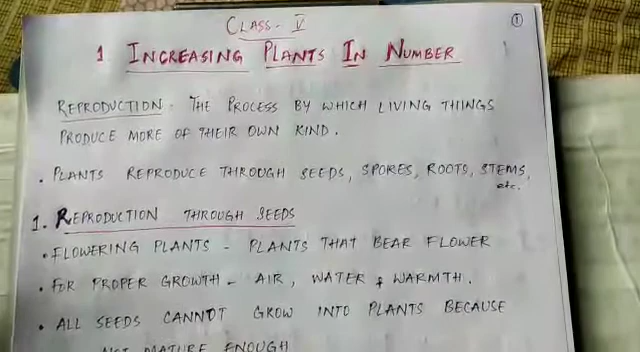 CLASS - V
1
1 INCREASING PLANTS IN NUMBER
REPRODUCTION : THE PROCESS BY WHICH LIVING THINGS
PRODUCE MORE OF THEIR OWN KIND.
• PLANTS REPRODUCE THROUGH SEEDS, SPORES, ROOTS, STEMS,
etc.
1. REPRODUCTION THROUGH SEEDS
• FLOWERING PLANTS - PLANTS THAT BEAR FLOWER
• FOR PROPER GROWTH - AIR, WATER & WARMTH.
• ALL SEEDS CANNOT GROW INTO PLANTS BECAUSE
NOT MATURE ENOUGH